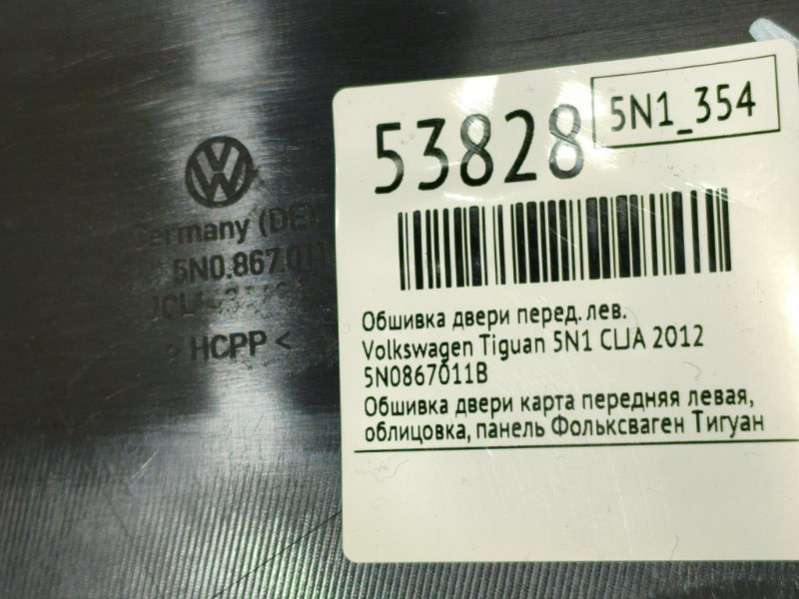 Germany (DE)
5N0.867.011
HCPP <
53828
5N1_354
Обшивка двери перед. лев.
Volkswagen Tiguan 5N1 CLJA 2012
5N0867011B
Обшивка двери карта передняя левая,
облицовка, панель Фольксваген Тигуан